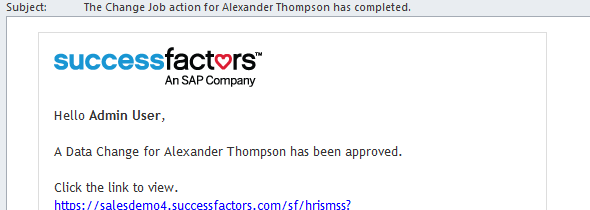 Subject: The Change Job action for Alexander Thompson has completed.
successfactors™
An SAP Company
Hello Admin User,
A Data Change for Alexander Thompson has been approved.
Click the link to view.
https://salesdemo4.successfactors.com/sf/hrismss?